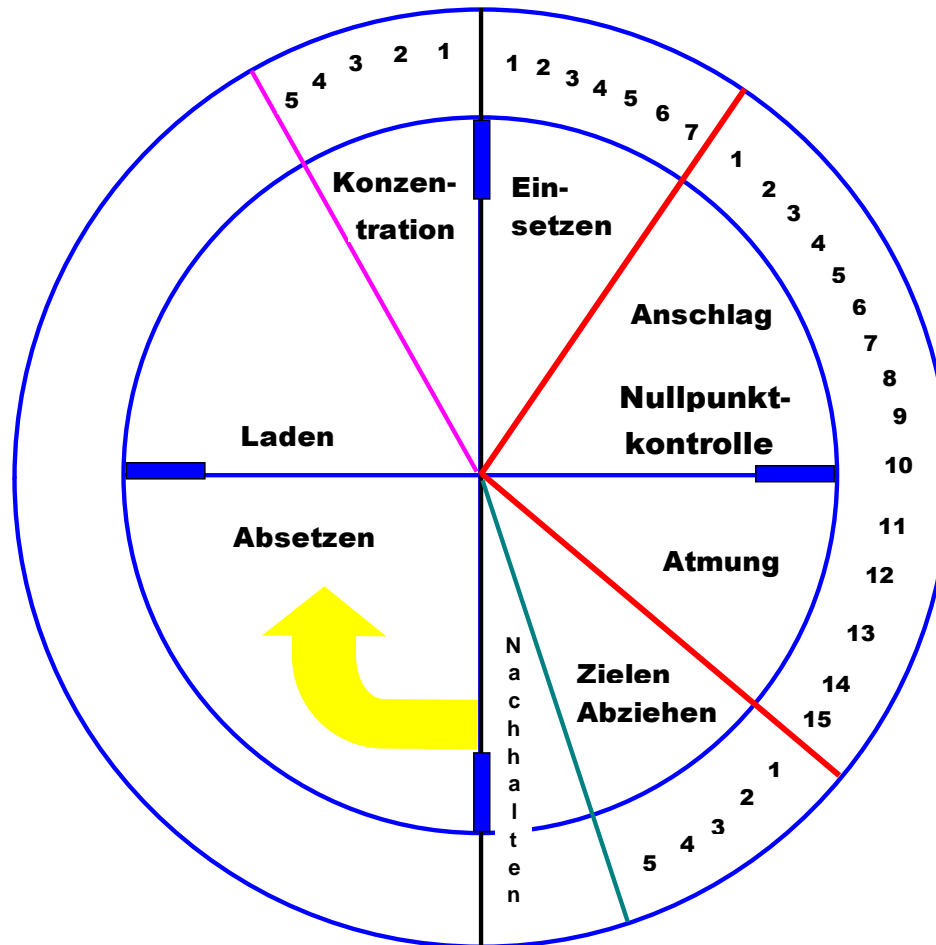 5 4 3 2 1
1 2 3 4 5 6 7
1 2 3 4 5 6 7 8 9 10 11 12 13 14 15
Konzen-
tration
Ein-
setzen
Anschlag
Nullpunkt-
kontrolle
Laden
Absetzen
Atmung
Zielen
Abziehen
Nachhalten
1 2 3 4 5